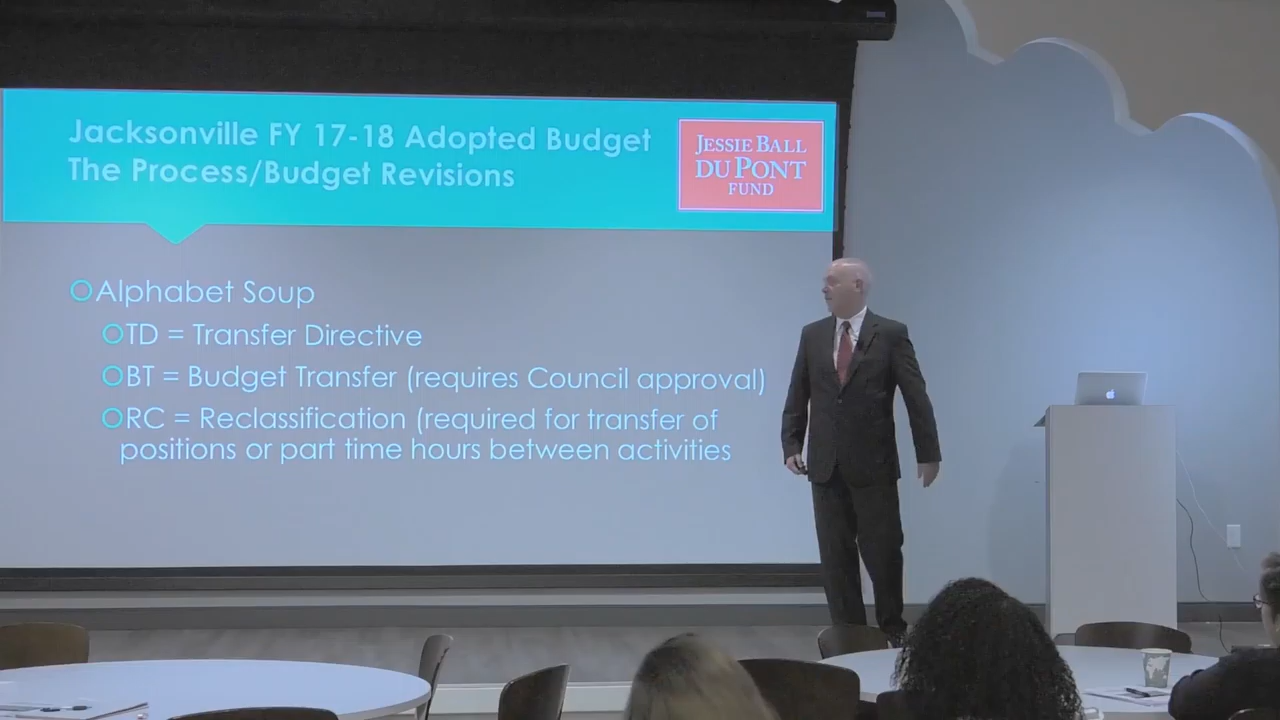 Jacksonville FY 17-18 Adopted Budget
The Process/Budget Revisions
JESSIE BALL
DU PONT
FUND
Alphabet Soup
TD = Transfer Directive
BT = Budget Transfer (requires Council approval)
RC = Reclassification (required for transfer of
positions or part time hours between activities